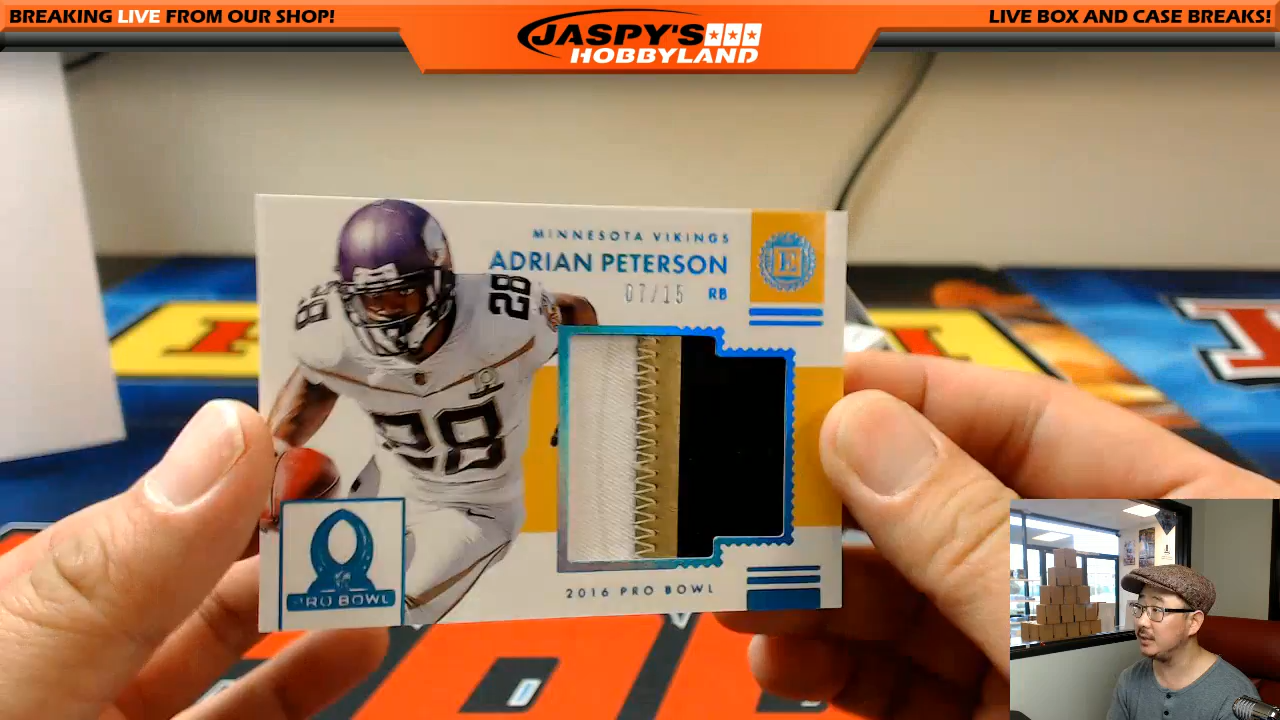 BREAKING LIVE FROM OUR SHOP!
JASPY'S
HOBBYLAND
LIVE BOX AND CASE BREAKS!
MINNESOTA VIKINGS
ADRIAN PETERSON
07/15 RB
E
28
28
28
PRO BOWL
2016 PRO BOWL